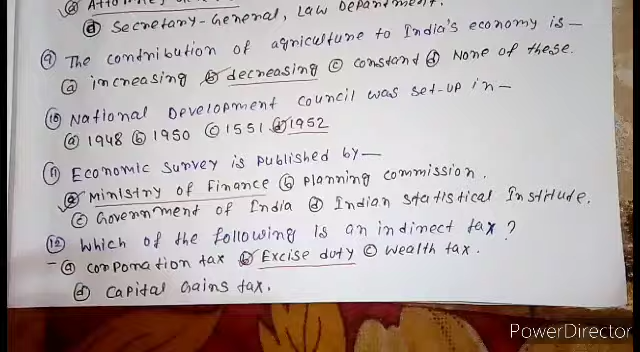 ⓐ Atto
ⓓ Secretary-General, Law Department.
⑨ The contribution of agriculture to India's economy is—
ⓐ increasing ⓑ decreasing ⓒ constand ⓓ None of these.
⑩ National Development council was set-up in—
ⓐ 1948 ⓑ 1950 ⓒ 1551 ⓓ 1952
⑪ Economic Survey is published by—
ⓐ ministry of Finance ⓑ planning commission.
ⓒ Government of India ⓓ Indian statistical Institude.
⑫ Which of the following Is an indirect tax?
ⓐ corporation tax ⓑ Excise duty ⓒ wealth tax.
ⓓ Capital Gains tax.
PowerDirector